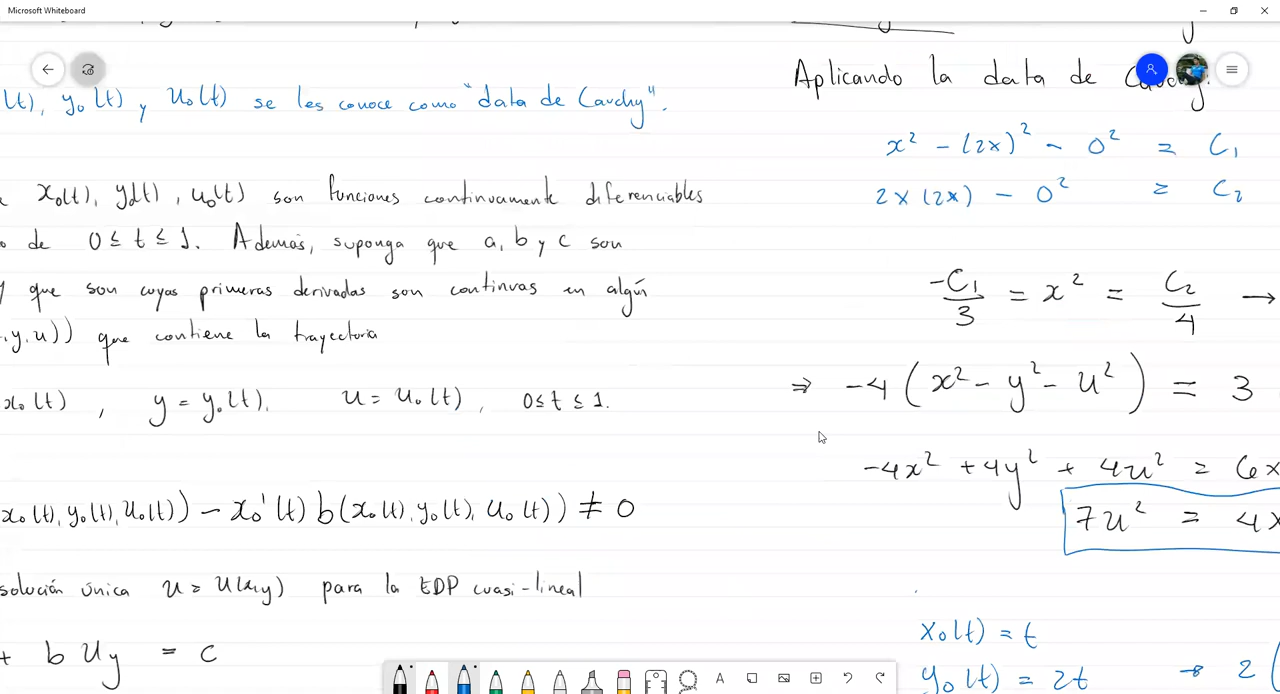 Microsoft Whiteboard
(t), y₀(t) y u₀(t) se les conoce como "data de Cauchy".
x₀(t), y₀(t), u₀(t) son funciones continuamente diferenciables
de 0 ≤ t ≤ 1. Además, suponga que a, b y c son
que son cuyas primeras derivadas son continuas en algún
, y, u)) que contiene la trayectoria
x₀(t), y = y₀(t), u = u₀(t), 0 ≤ t ≤ 1.
x₀(t), y₀(t), u₀(t)) - x₀'(t) b(x₀(t), y₀(t), u₀(t)) ≠ 0
solución única u = u(x,y) para la EDP cuasi-lineal
+ b uy = c
Aplicando la data de Cauchy.
x² - (2x)² - 0² = C₁
2x(2x) - 0² = C₂
-C₁/3 = x² = C₂/4 →
⇒ -4(x² - y² - u²) = 3
-4x² + 4y² + 4u² = 6x
7u² = 4x
x₀(t) = t
y₀(t) = 2t → 2(
A